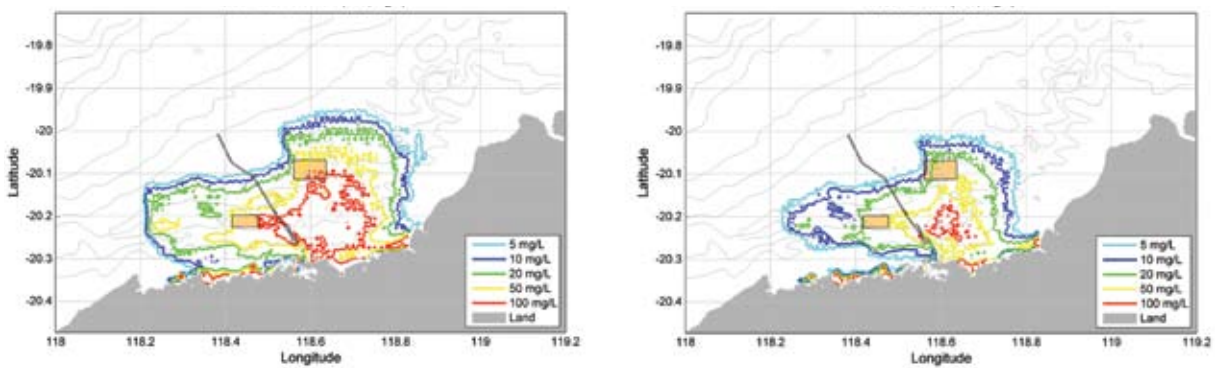 -19.8
-19.9
-20
-20.1
-20.2
-20.3
-20.4
Latitude
5 mg/L
10 mg/L
20 mg/L
50 mg/L
100 mg/L
Land
118 118.2 118.4 118.6 118.8 119 119.2
Longitude
-19.8
-19.9
-20
-20.1
-20.2
-20.3
-20.4
Latitude
5 mg/L
10 mg/L
20 mg/L
50 mg/L
100 mg/L
Land
118 118.2 118.4 118.6 118.8 119 119.2
Longitude